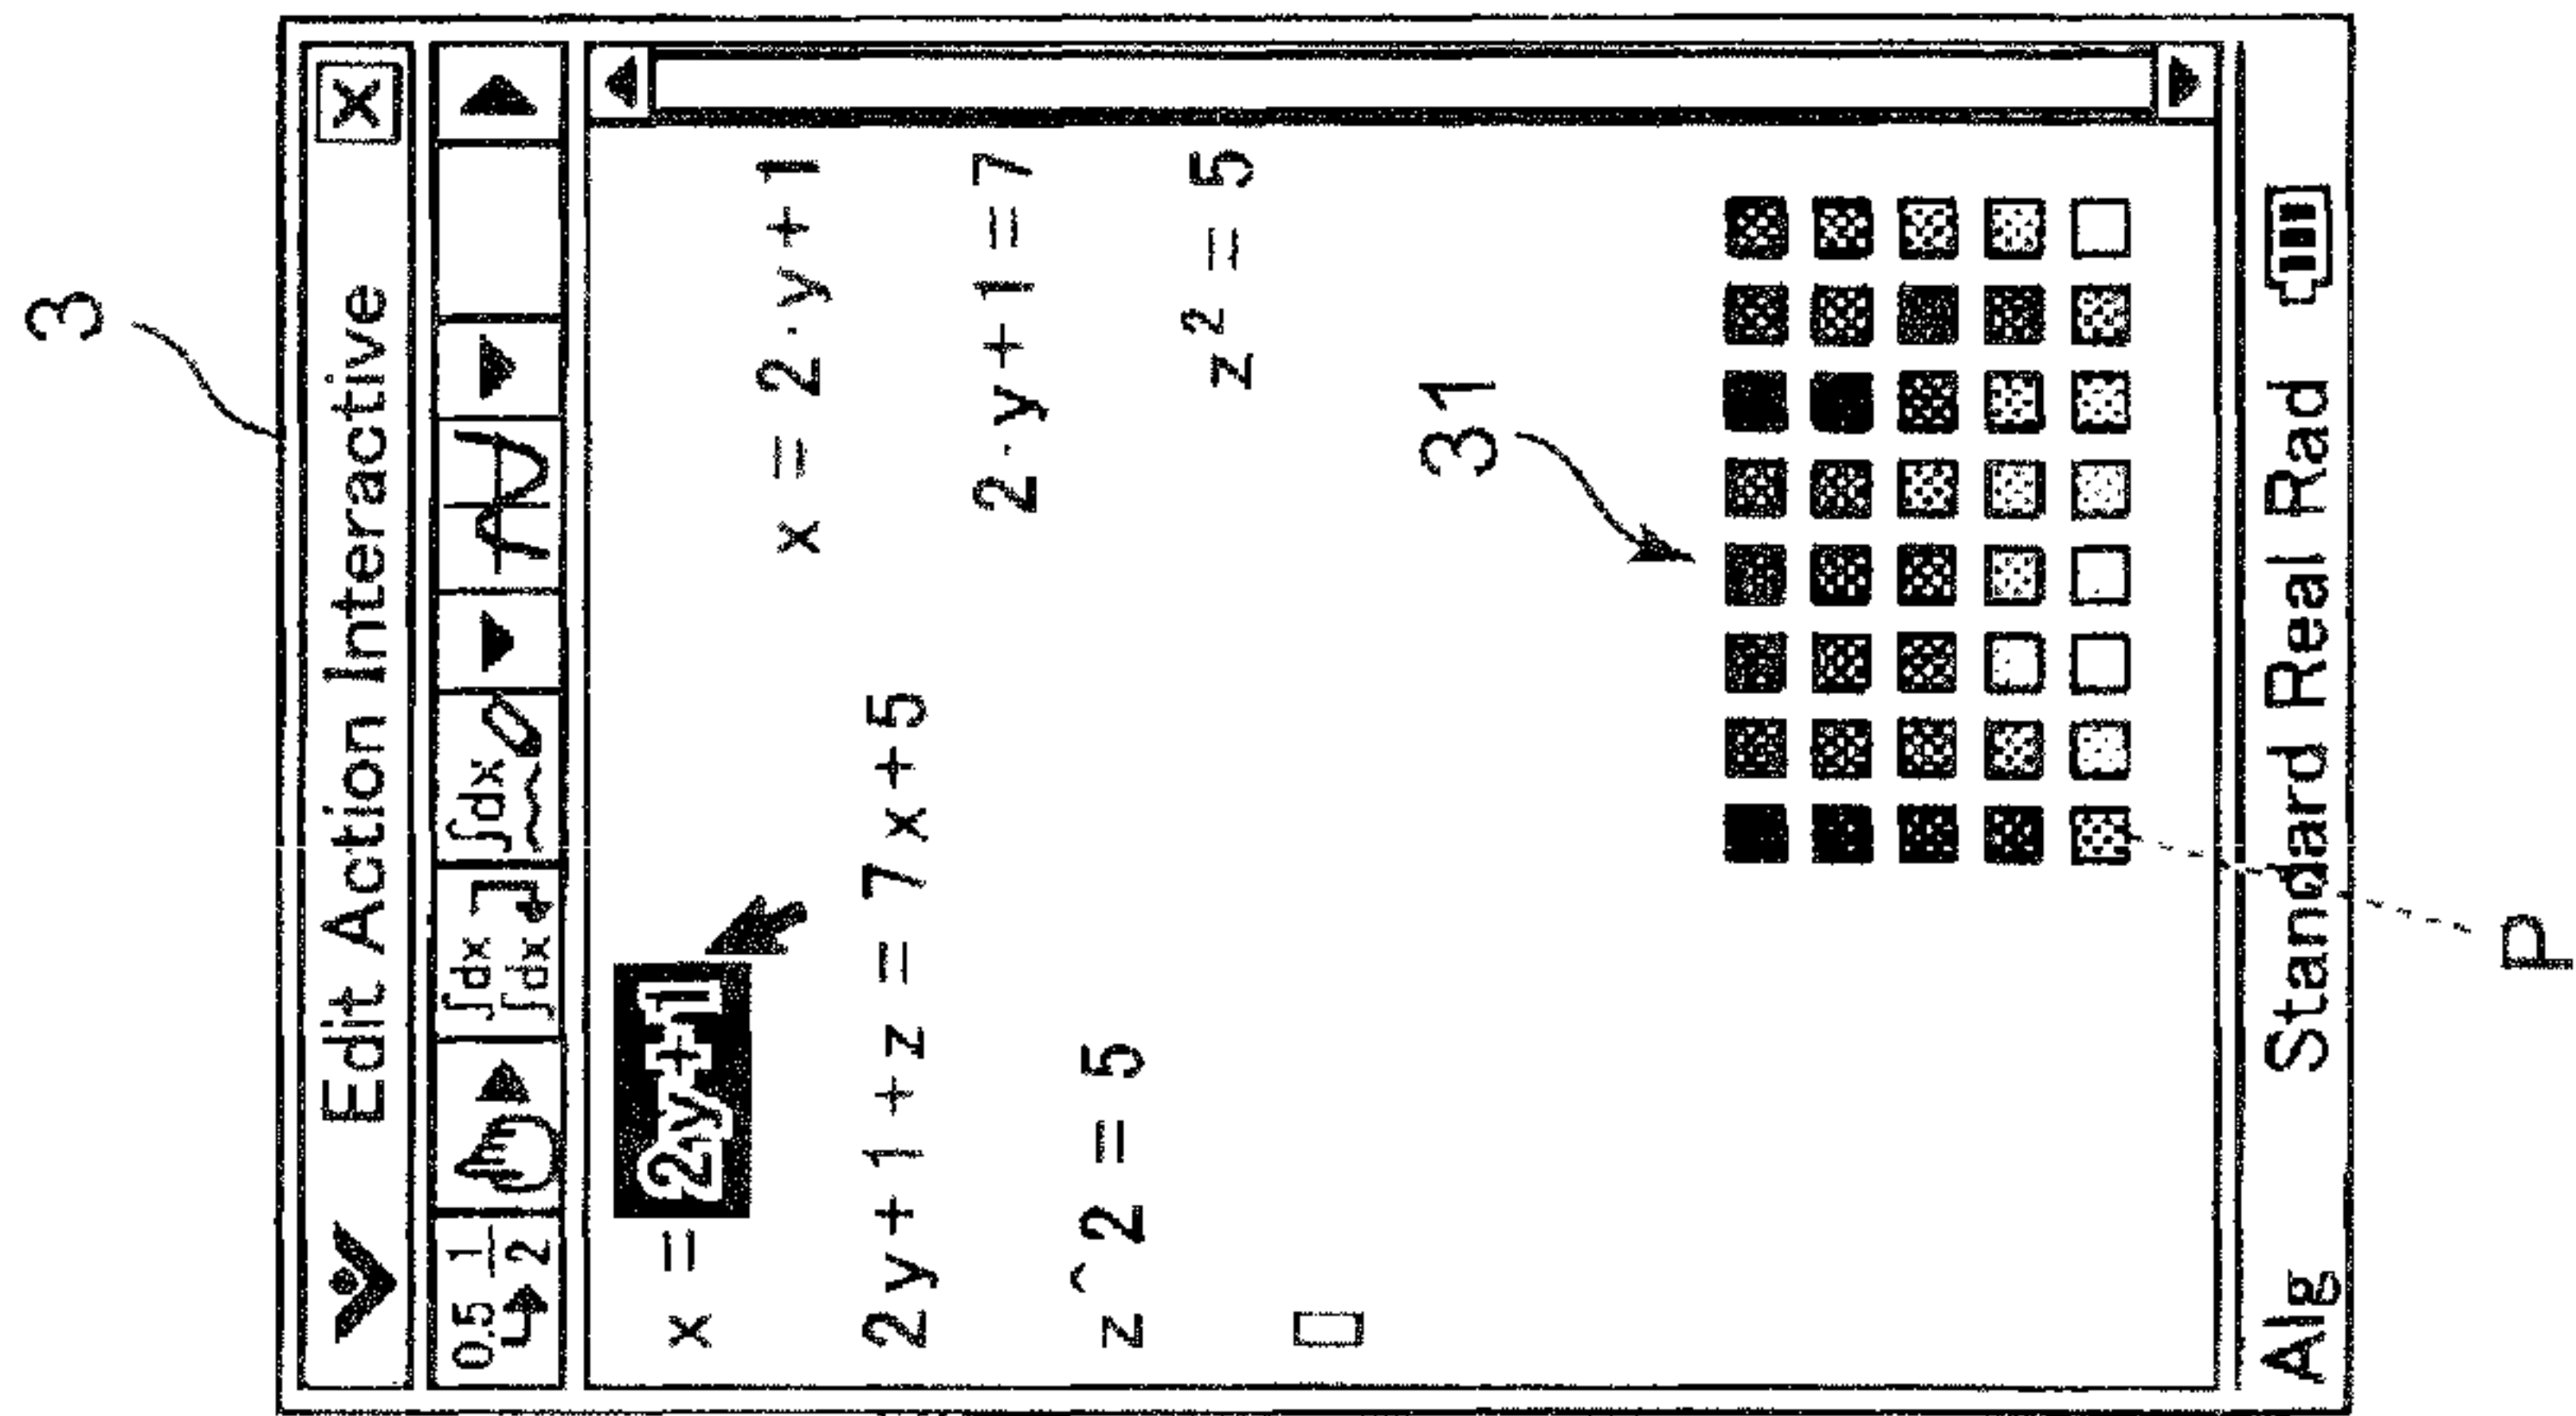 3
Edit Action Interactive X
0.5 1/2 ∫dx ∫dx ∫dx
x = 2y+1
x = 2·y+1
2y+1+z = 7x+5
2·y+1=7
z^2 = 5
z² = 5
31
Alg Standard Real Rad
P